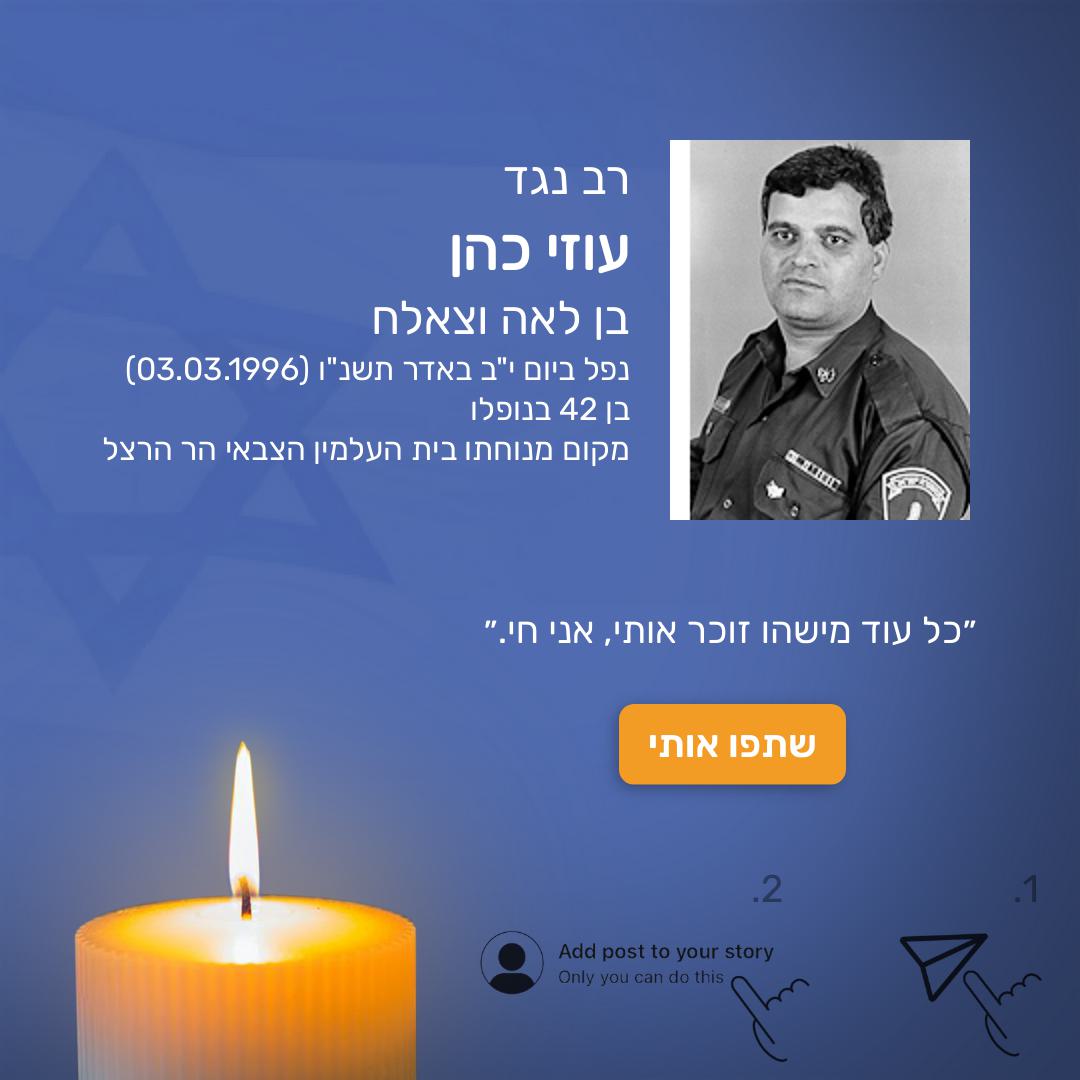 רב נגד
עוזי כהן
בן לאה וצאלח
נפל ביום י"ב באדר תשנ"ו (03.03.1996)
בן 42 בנופלו
מקום מנוחתו בית העלמין הצבאי הר הרצל
״כל עוד מישהו זוכר אותי, אני חי.״
שתפו אותי
1.
2.
Add post to your story
Only you can do this